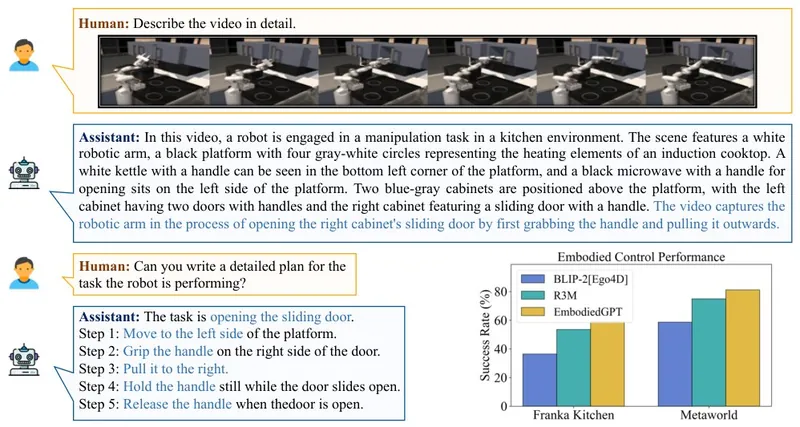 Human: Describe the video in detail.
Assistant: In this video, a robot is engaged in a manipulation task in a kitchen environment. The scene features a white
robotic arm, a black platform with four gray-white circles representing the heating elements of an induction cooktop. A
white kettle with a handle can be seen in the bottom left corner of the platform, and a black microwave with a handle for
opening sits on the left side of the platform. Two blue-gray cabinets are positioned above the platform, with the left
cabinet having two doors with handles and the right cabinet featuring a sliding door with a handle. The video captures the
robotic arm in the process of opening the right cabinet's sliding door by first grabbing the handle and pulling it outwards.
Human: Can you write a detailed plan for the
task the robot is performing?
Assistant: The task is opening the sliding door.
Step 1: Move to the left side of the platform.
Step 2: Grip the handle on the right side of the door.
Step 3: Pull it to the right.
Step 4: Hold the handle still while the door slides open.
Step 5: Release the handle when thedoor is open.
Embodied Control Performance
Success Rate (%)
80
60
40
20
0
BLIP-2[Ego4D]
R3M
EmbodiedGPT
Franka Kitchen
Metaworld